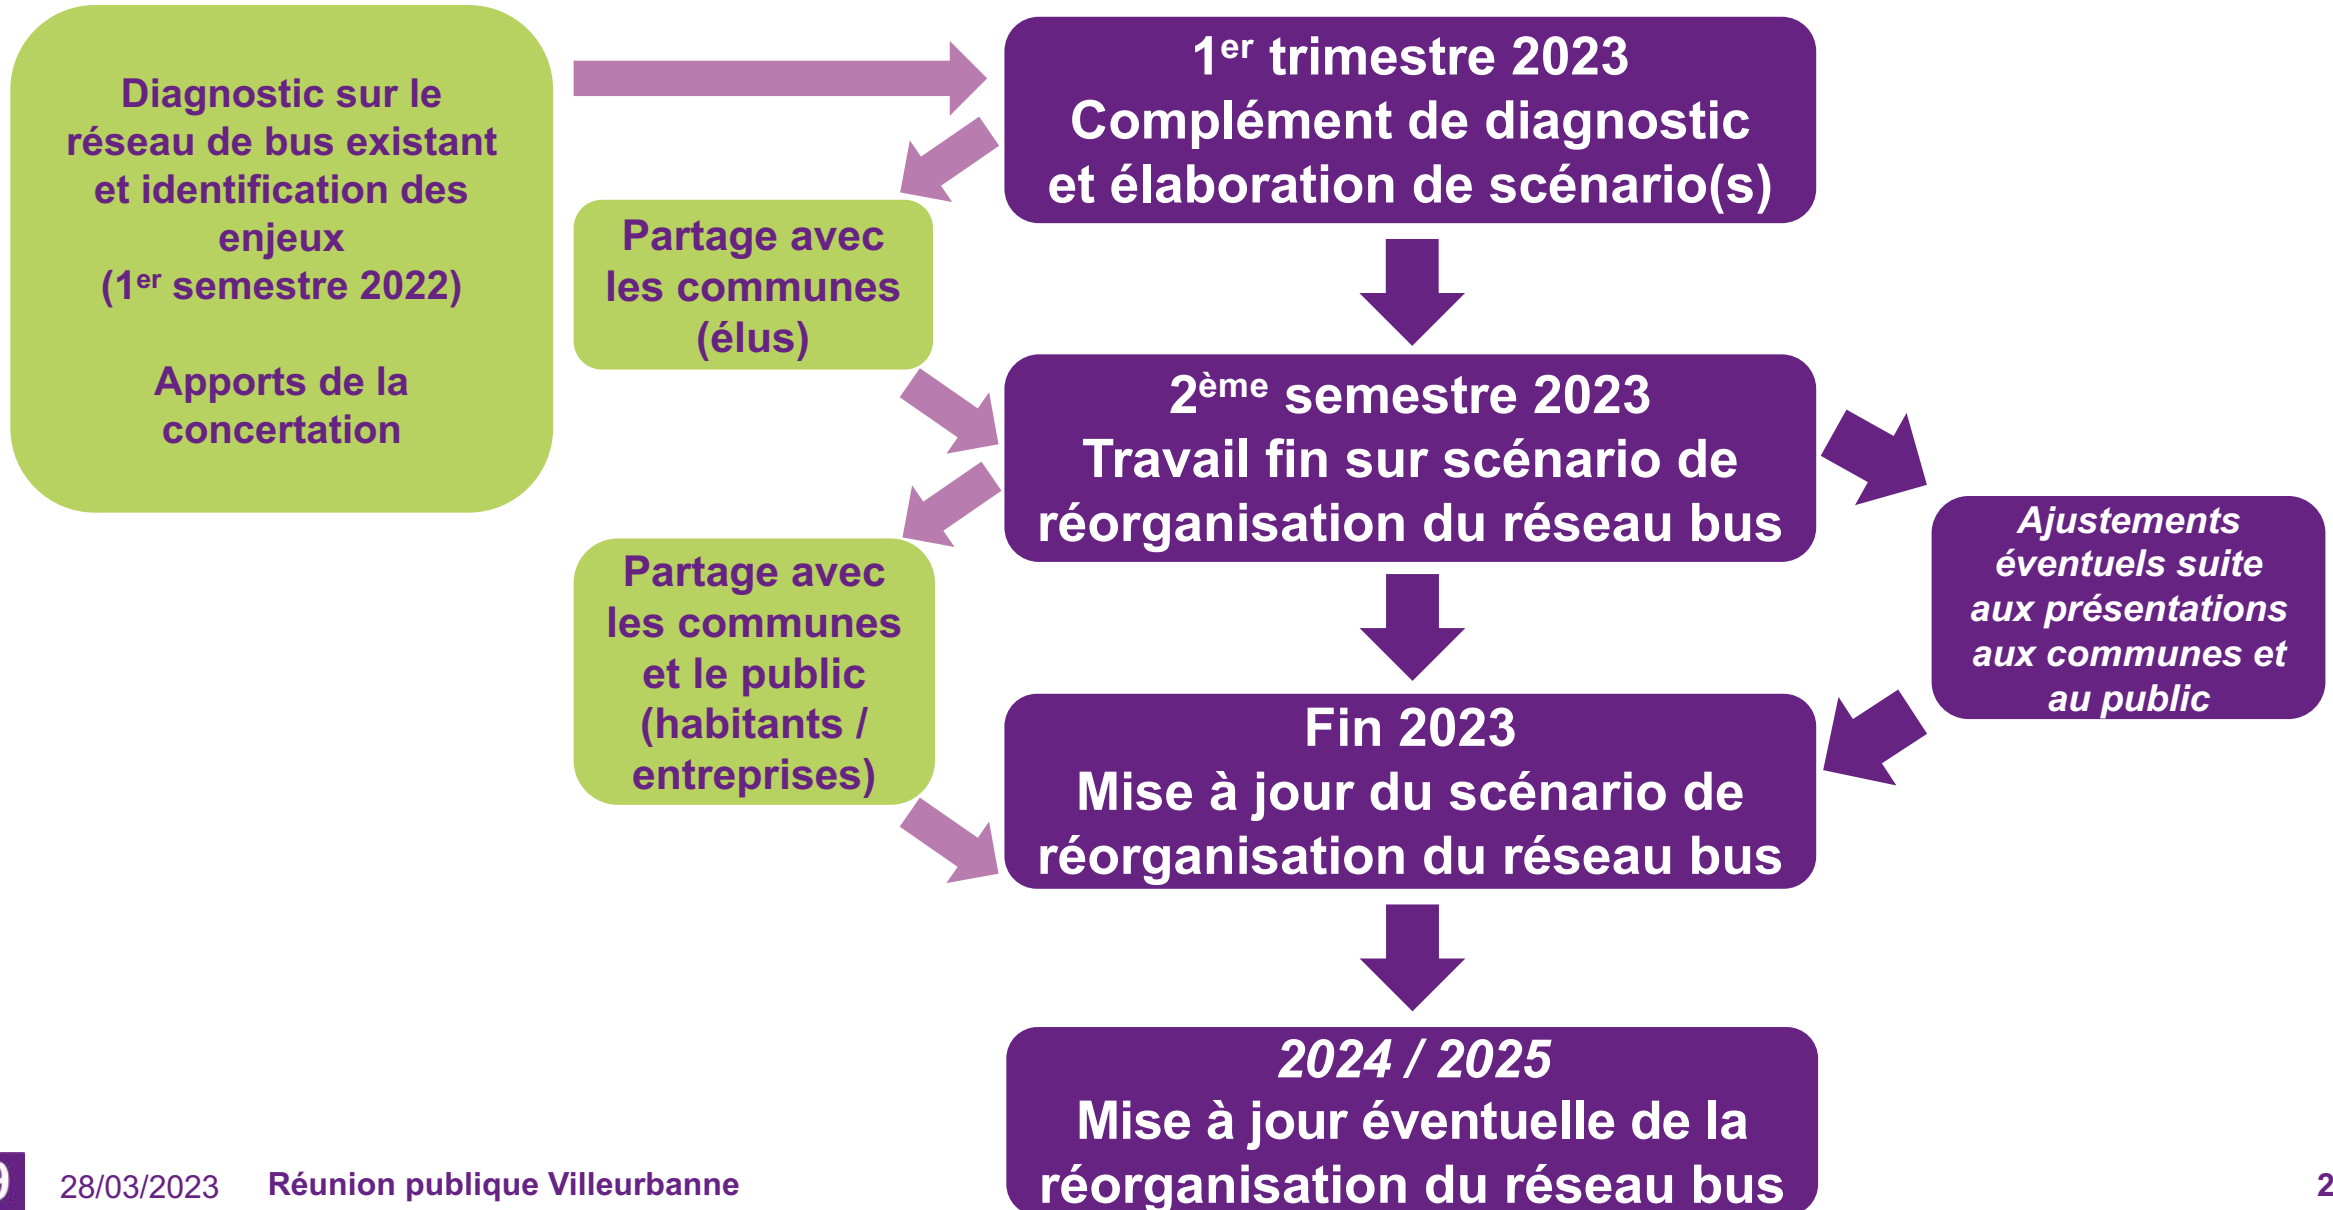 Diagnostic sur le
réseau de bus existant
et identification des
enjeux
(1er semestre 2022)
Apports de la
concertation
1er trimestre 2023
Complément de diagnostic
et élaboration de scénario(s)
Partage avec
les communes
(élus)
2ème semestre 2023
Travail fin sur scénario de
réorganisation du réseau bus
Ajustements
éventuels suite
aux présentations
aux communes et
au public
Partage avec
les communes
et le public
(habitants /
entreprises)
Fin 2023
Mise à jour du scénario de
réorganisation du réseau bus
2024 / 2025
Mise à jour éventuelle de la
réorganisation du réseau bus
28/03/2023 Réunion publique Villeurbanne
2